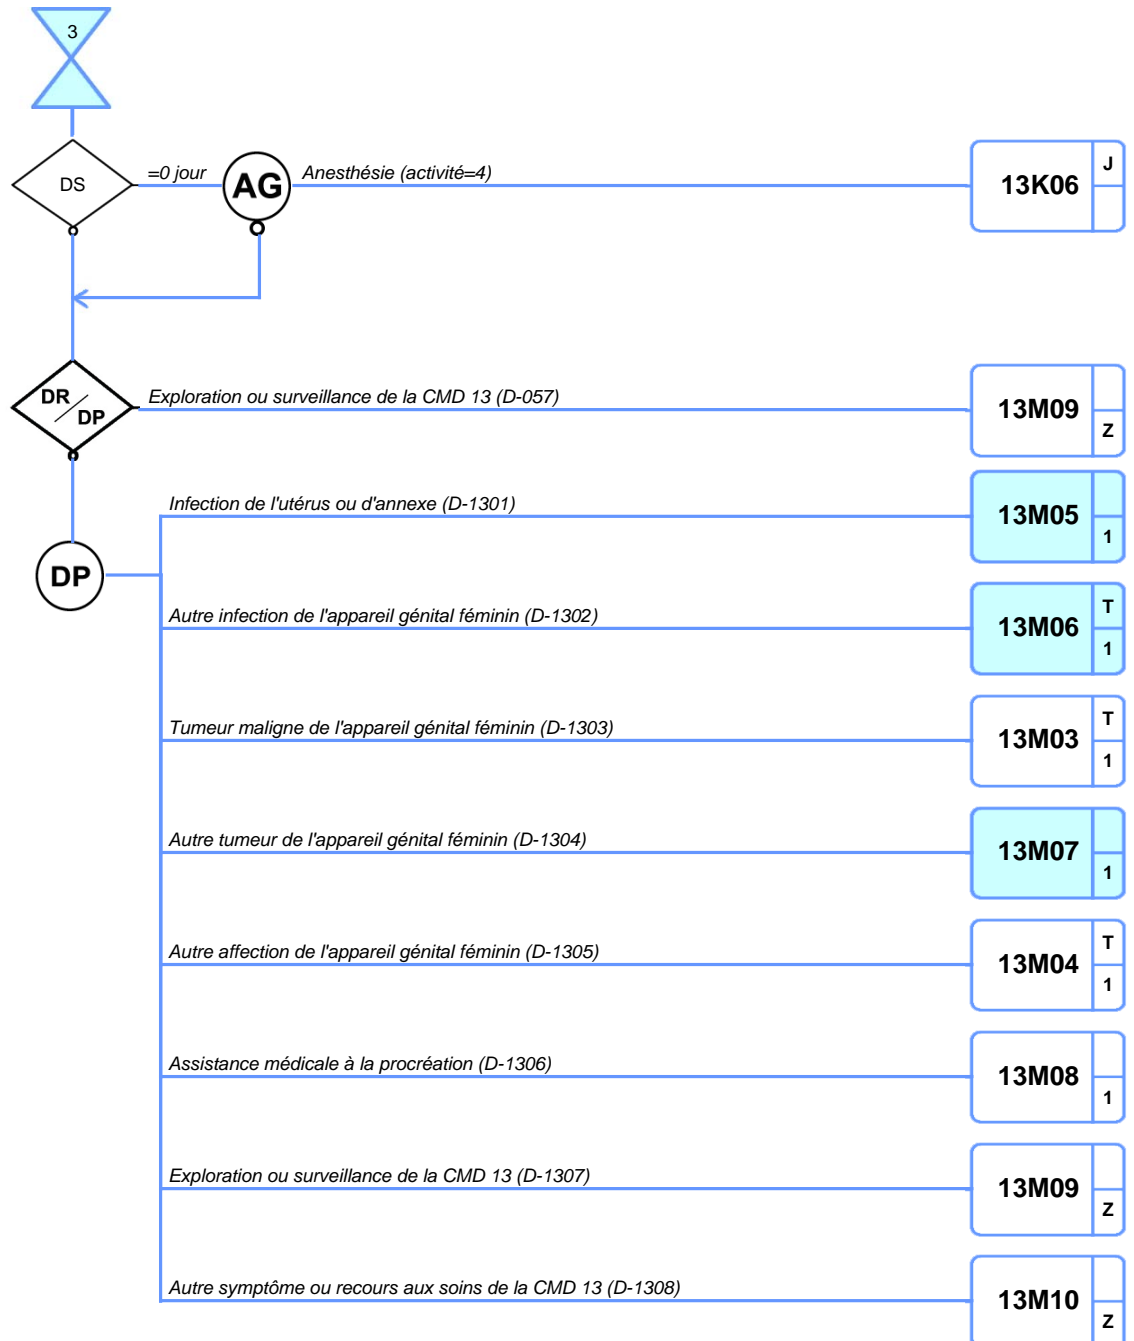 3
DS
=0 jour
AG
Anesthésie (activité=4)
13K06
J
DR
DP
Exploration ou surveillance de la CMD 13 (D-057)
13M09
Z
DP
Infection de l'utérus ou d'annexe (D-1301)
13M05
1
Autre infection de l'appareil génital féminin (D-1302)
13M06
T
1
Tumeur maligne de l'appareil génital féminin (D-1303)
13M03
T
1
Autre tumeur de l'appareil génital féminin (D-1304)
13M07
1
Autre affection de l'appareil génital féminin (D-1305)
13M04
T
1
Assistance médicale à la procréation (D-1306)
13M08
1
Exploration ou surveillance de la CMD 13 (D-1307)
13M09
Z
Autre symptôme ou recours aux soins de la CMD 13 (D-1308)
13M10
Z